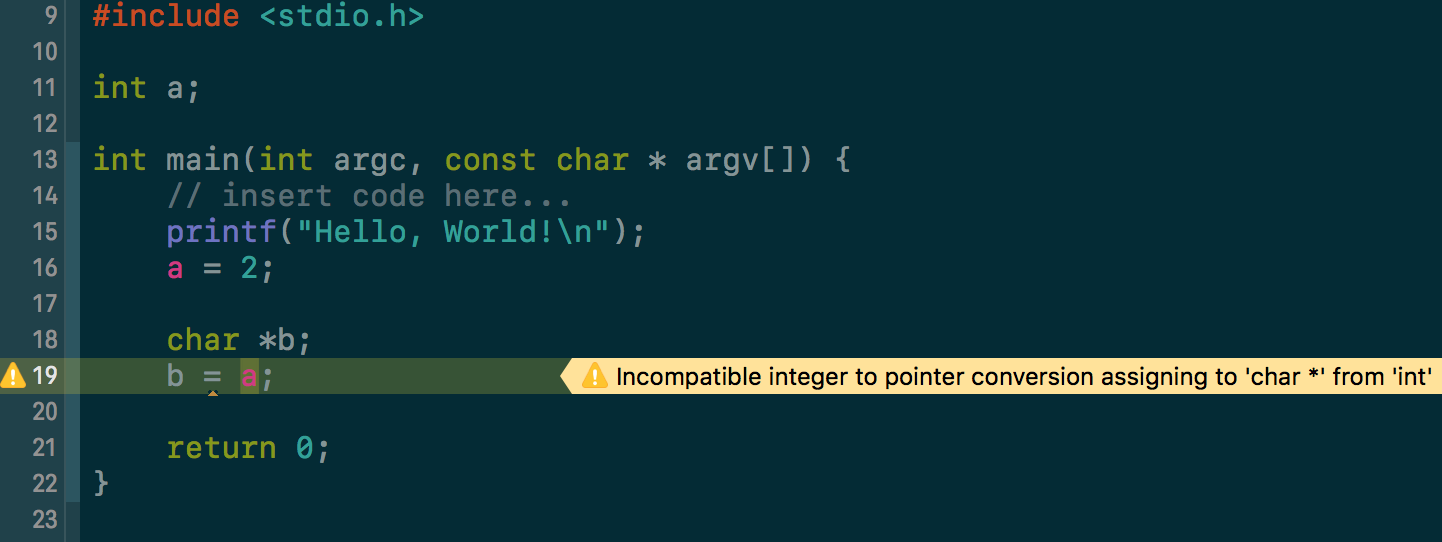 9 #include <stdio.h>
10
11 int a;
12
13 int main(int argc, const char * argv[]) {
14     // insert code here...
15     printf("Hello, World!\n");
16     a = 2;
17
18     char *b;
19     b = a; Incompatible integer to pointer conversion assigning to 'char *' from 'int'
20
21     return 0;
22 }
23